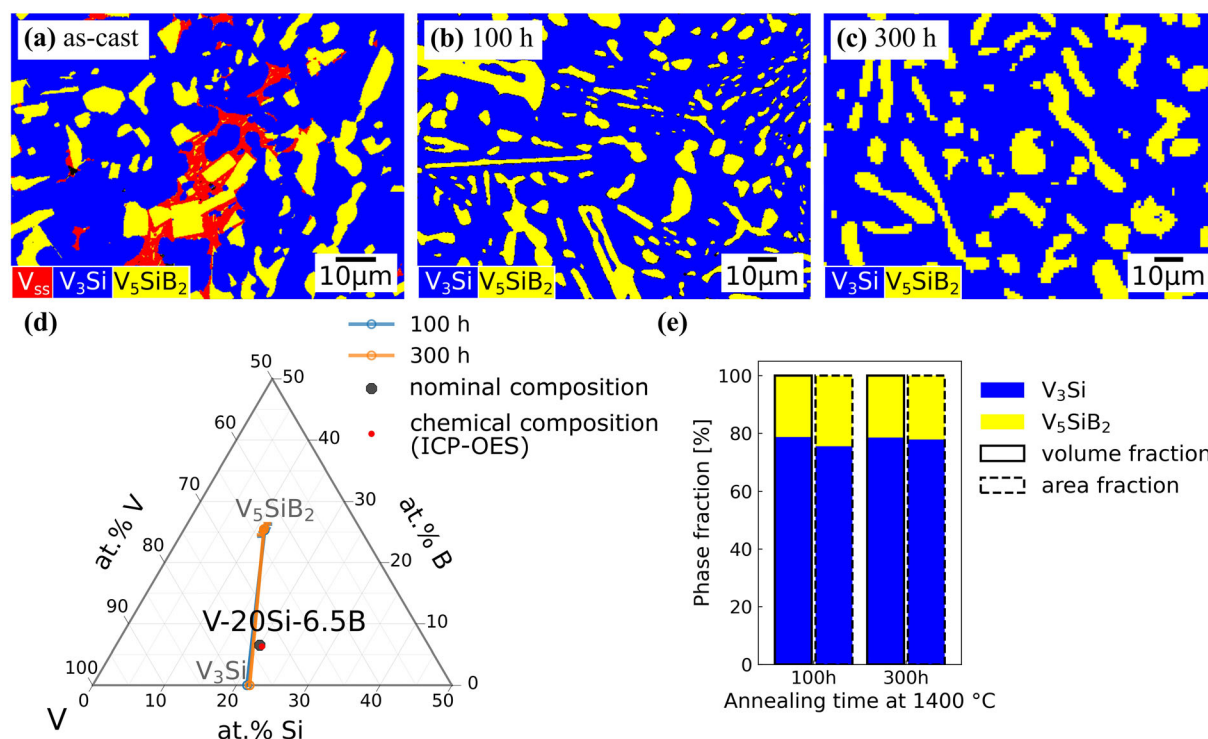 (a) as-cast
10μm
Vss V₃Si V₅SiB₂
(b) 100 h
10μm
V₃Si V₅SiB₂
(c) 300 h
10μm
V₃Si V₅SiB₂
(d)
100 h
300 h
nominal composition
chemical composition
(ICP-OES)
50 50
60 40
70 30
80 20
90 10
100 0
0 10 20 30 40 50
at.% V
at.% B
at.% Si
V
V₅SiB₂
V-20Si-6.5B
V₃Si
(e)
Phase fraction [%]
100
80
60
40
20
0
100h 300h
Annealing time at 1400 °C
V₃Si
V₅SiB₂
volume fraction
area fraction